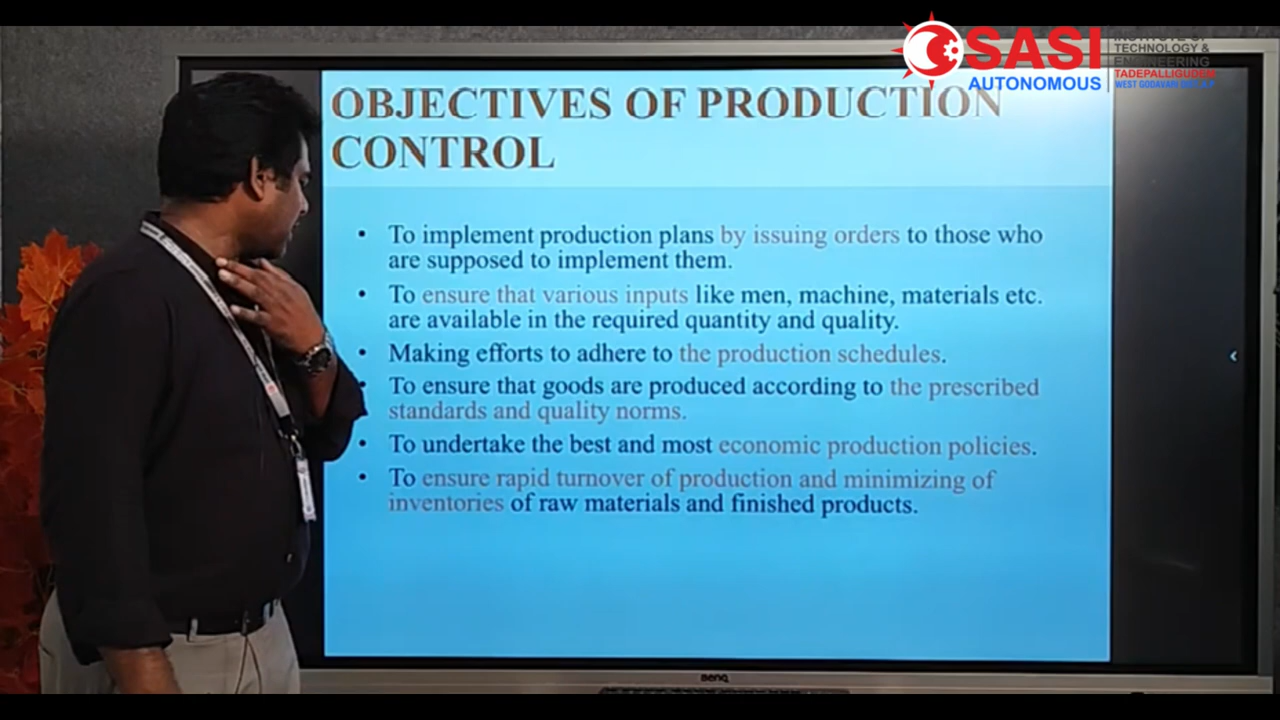 SASI
INSTITUTE OF
TECHNOLOGY &
ENGINEERING
TADEPALLIGUDEM
AUTONOMOUS
OBJECTIVES OF PRODUCTION
CONTROL
• To implement production plans by issuing orders to those who
are supposed to implement them.
• To ensure that various inputs like men, machine, materials etc.
are available in the required quantity and quality.
• Making efforts to adhere to the production schedules.
• To ensure that goods are produced according to the prescribed
standards and quality norms.
• To undertake the best and most economic production policies.
• To ensure rapid turnover of production and minimizing of
inventories of raw materials and finished products.
BenQ